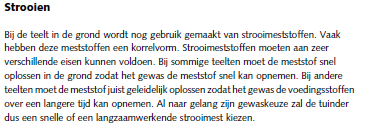 Strooien
Bij de teelt in de grond wordt nog gebruik gemaakt van strooimeststoffen. Vaak
hebben deze meststoffen een korrelvorm. Strooimeststoffen moeten aan zeer
verschillende eisen kunnen voldoen. Bij sommige teelten moet de meststof snel
oplossen in de grond zodat het gewas de meststof snel kan opnemen. Bij andere
teelten moet de meststof juist geleidelijk oplossen zodat het gewas de voedingsstoffen
over een langere tijd kan opnemen. Al naar gelang zijn gewaskeuze zal de tuinder
dus een snelle of een langzaamwerkende strooimest kiezen.